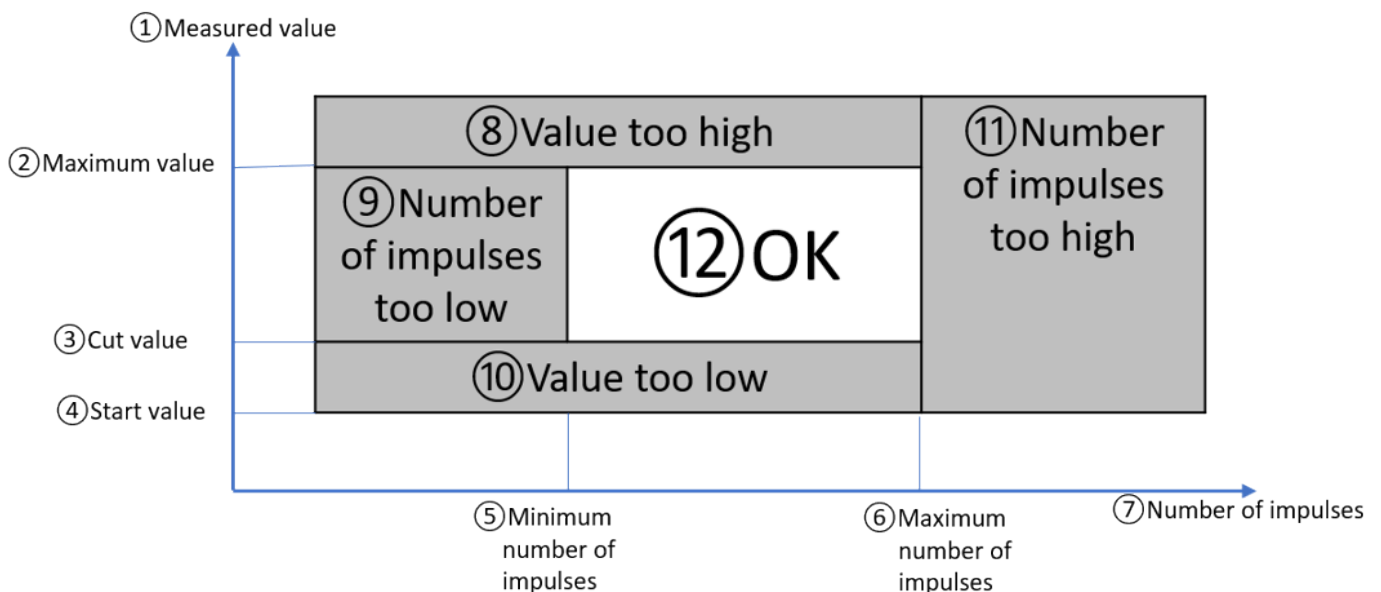 ①Measured value
⑧Value too high
⑪Number
of impulses
too high
②Maximum value
⑨Number
of impulses
too low
⑫OK
③Cut value
⑩Value too low
④Start value
⑤Minimum
number of
impulses
⑥Maximum
number of
impulses
⑦Number of impulses